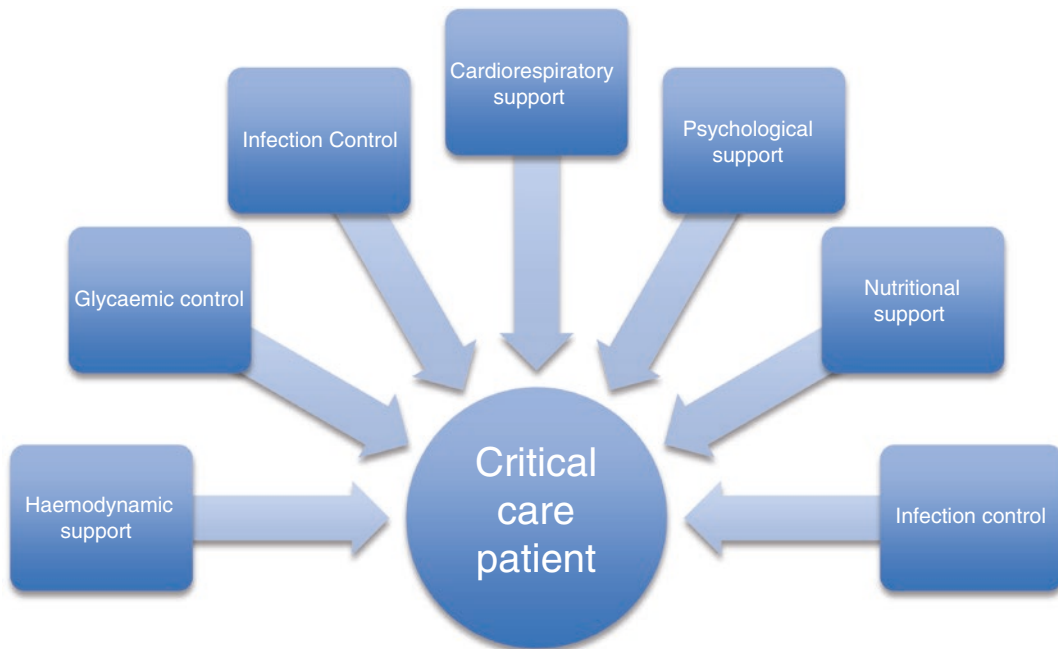 Cardiorespiratory
support
Infection Control
Psychological
support
Glycaemic control
Nutritional
support
Haemodynamic
support
Infection control
Critical
care
patient